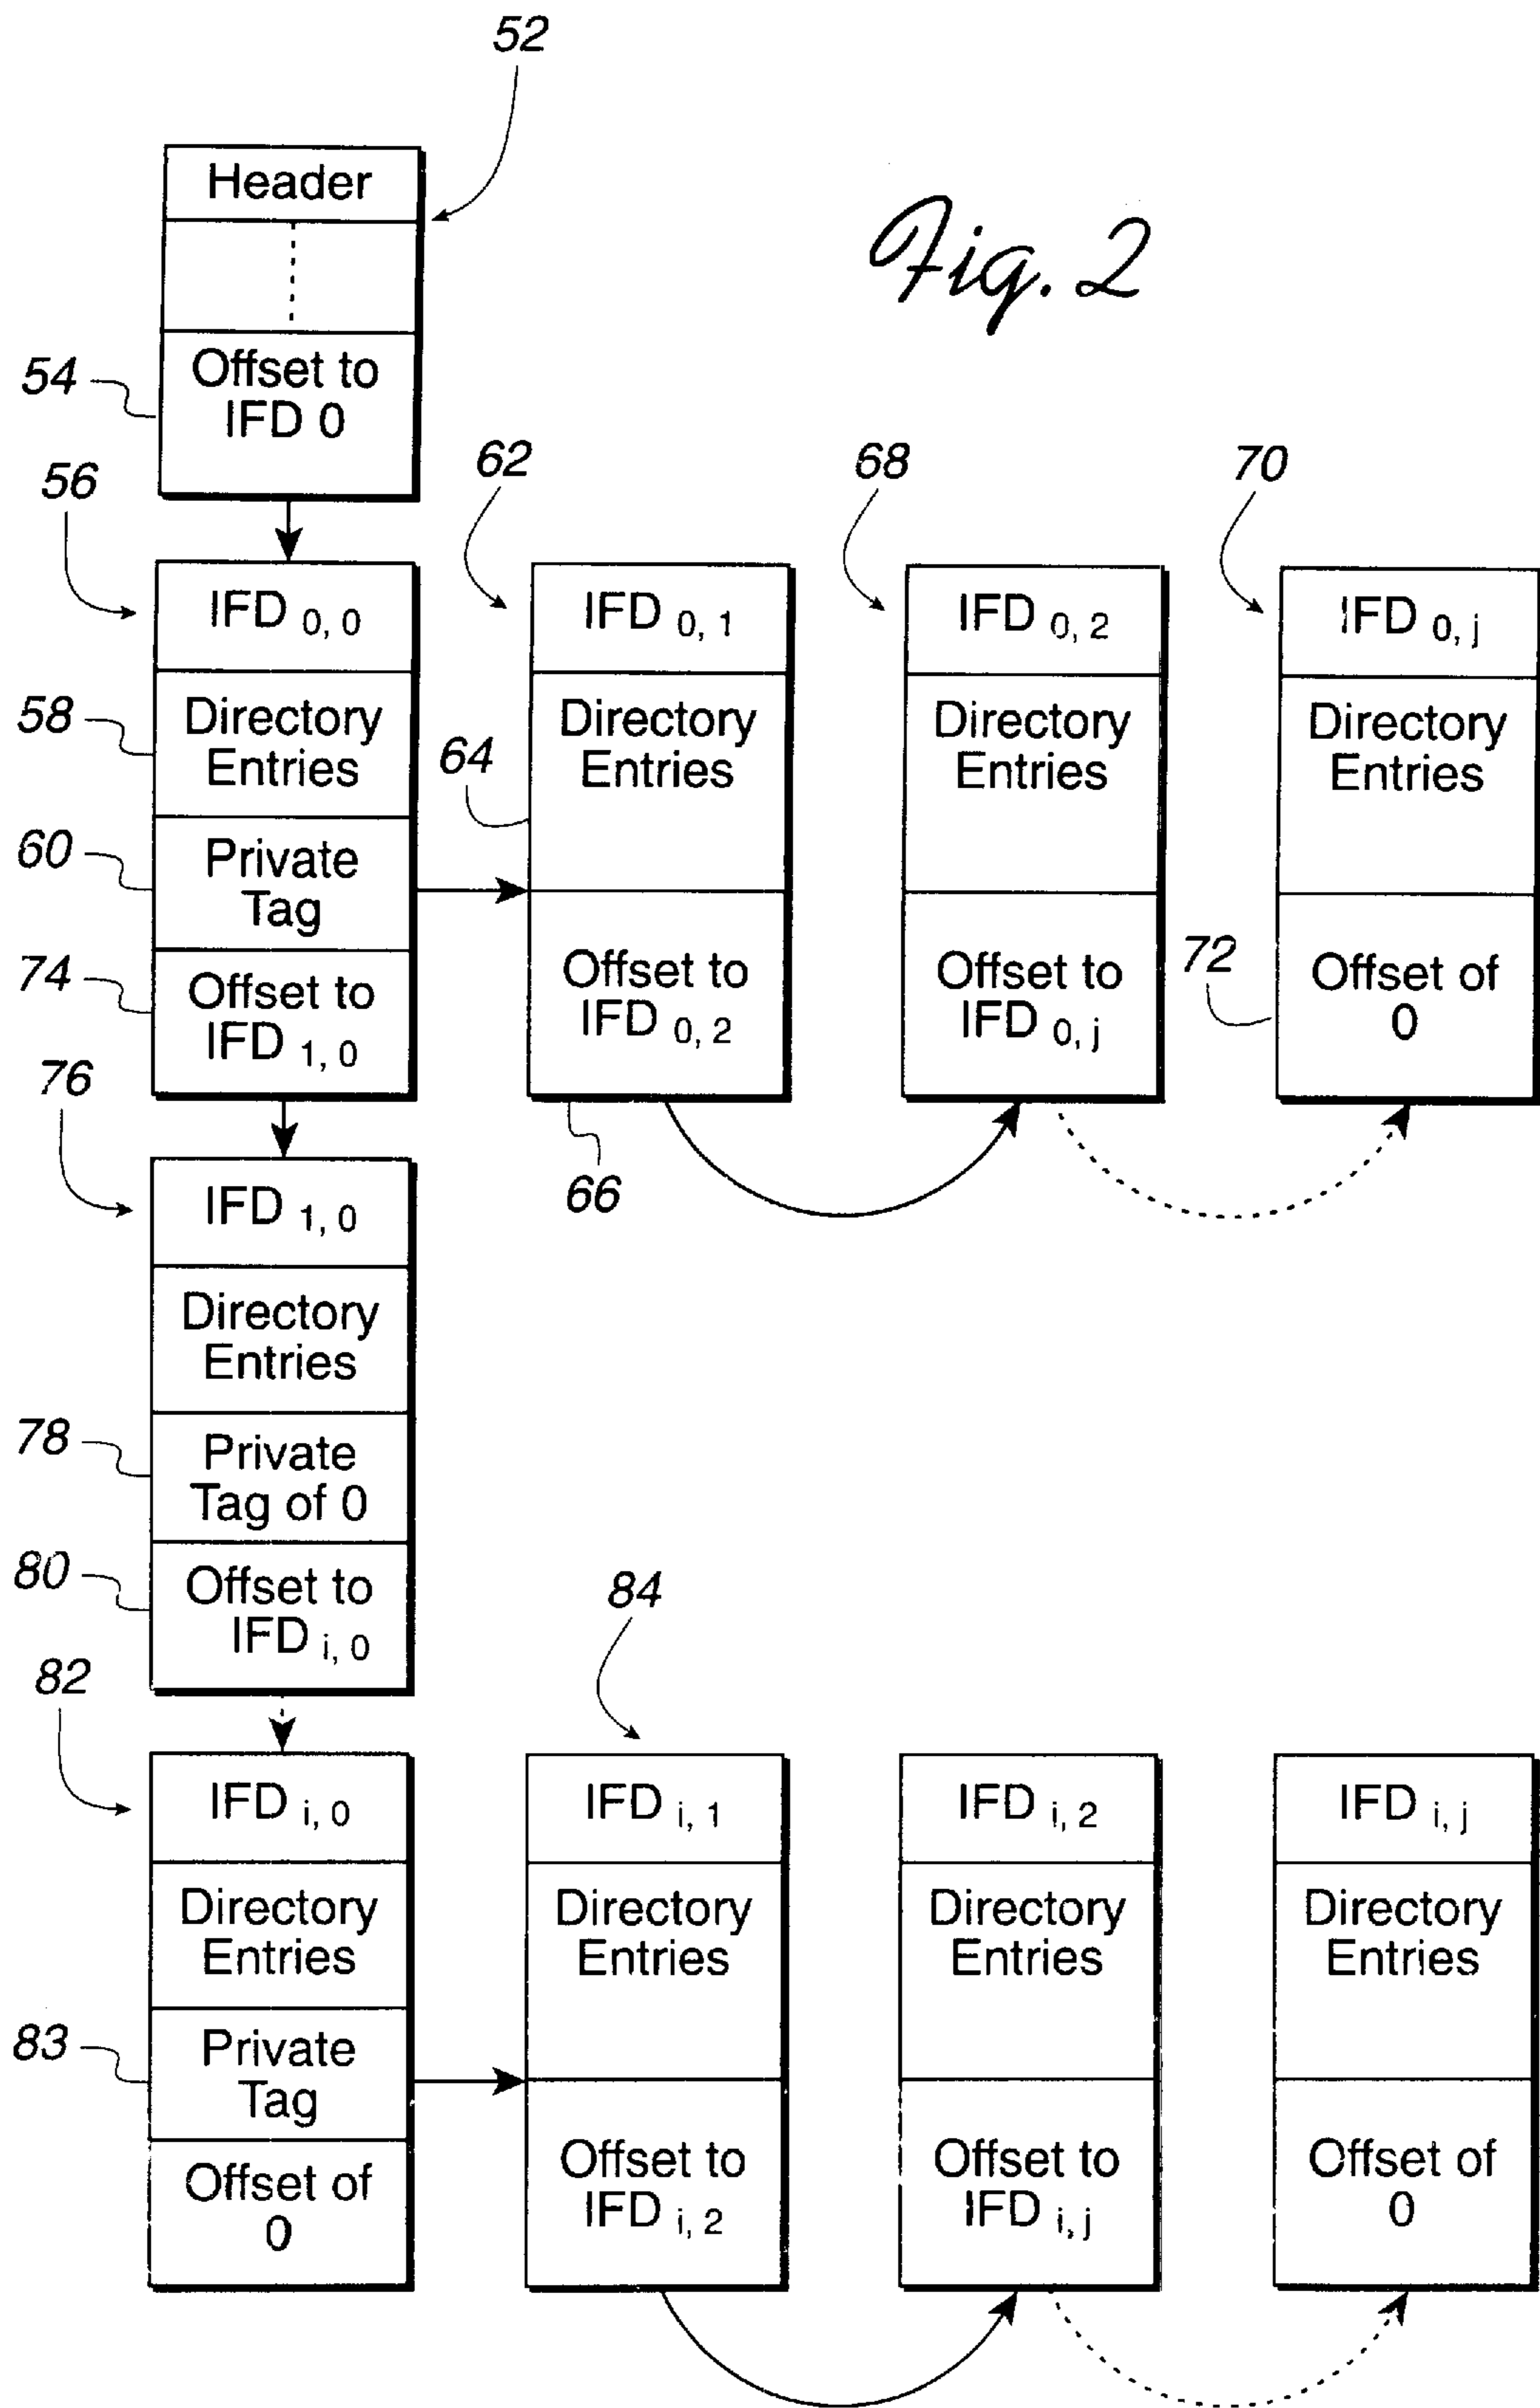 52
Header
Fig. 2
54
Offset to
IFD 0
56
62
68
70
IFD 0, 0
IFD 0, 1
IFD 0, 2
IFD 0, j
58
Directory
Entries
64
Directory
Entries
Directory
Entries
Directory
Entries
60
Private
Tag
74
Offset to
IFD 1, 0
Offset to
IFD 0, 2
Offset to
IFD 0, j
72
Offset of
0
66
76
IFD 1, 0
Directory
Entries
78
Private
Tag of 0
80
Offset to
IFD i, 0
82
84
IFD i, 0
IFD i, 1
IFD i, 2
IFD i, j
Directory
Entries
Directory
Entries
Directory
Entries
Directory
Entries
83
Private
Tag
Offset of
0
Offset to
IFD i, 2
Offset to
IFD i, j
Offset of
0